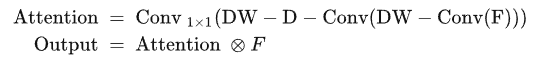 Attention = Conv 1×1(DW − D − Conv(DW − Conv(F)))
Output = Attention ⊗ F